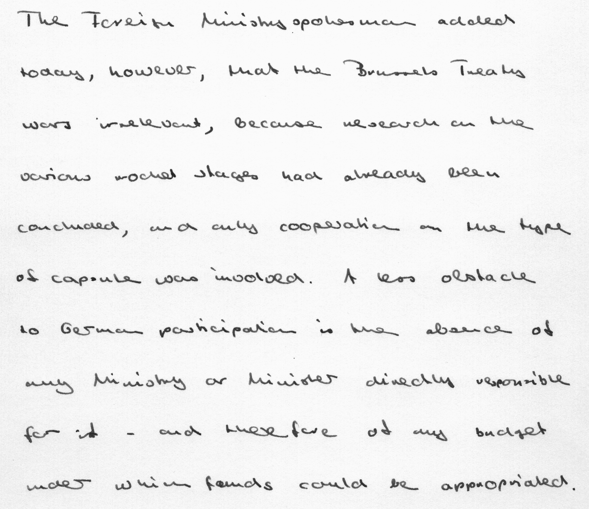 The Foreign Ministry spokesman added
today, however, that the Brussels Treaty
was irrelevant, because research on the
various rocket stages had already been
concluded, and only cooperation on the type
of capsule was involved. A less obstacle
to German participation is the absence of
any Ministry or Minister directly responsible
for it - and therefore of any budget
under which founds could be appropriated.